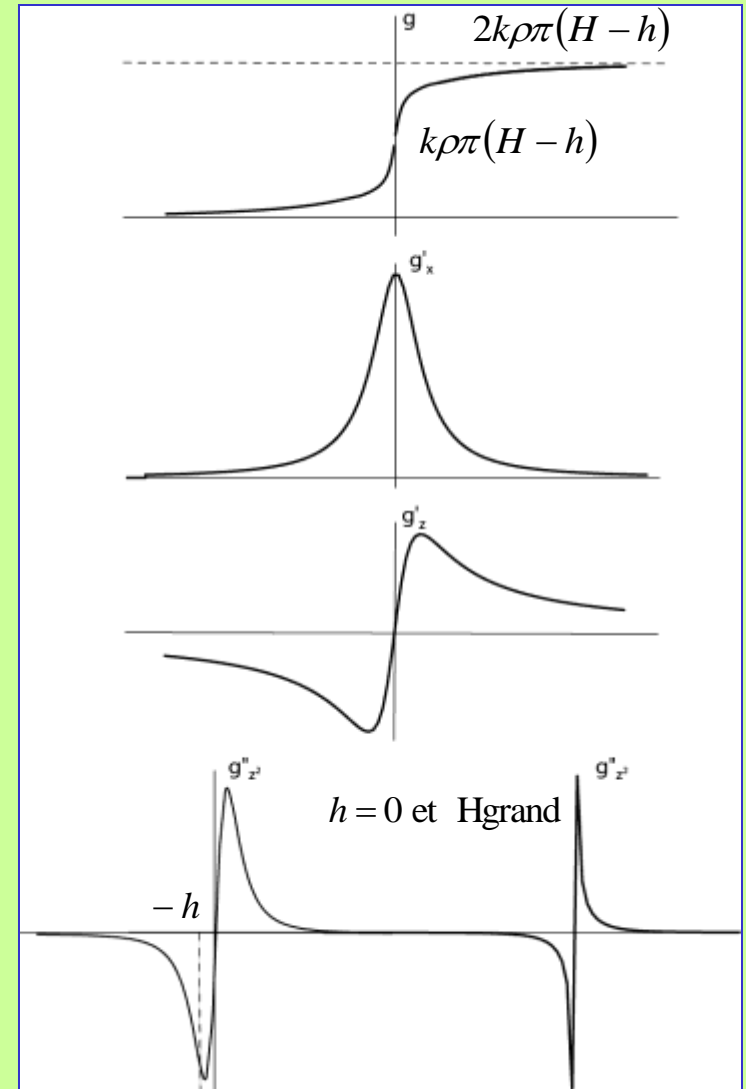 g
2kρπ(H – h)
kρπ(H – h)
g'ₓ
g'z
g"z²
g"z²
h = 0 et Hgrand
– h